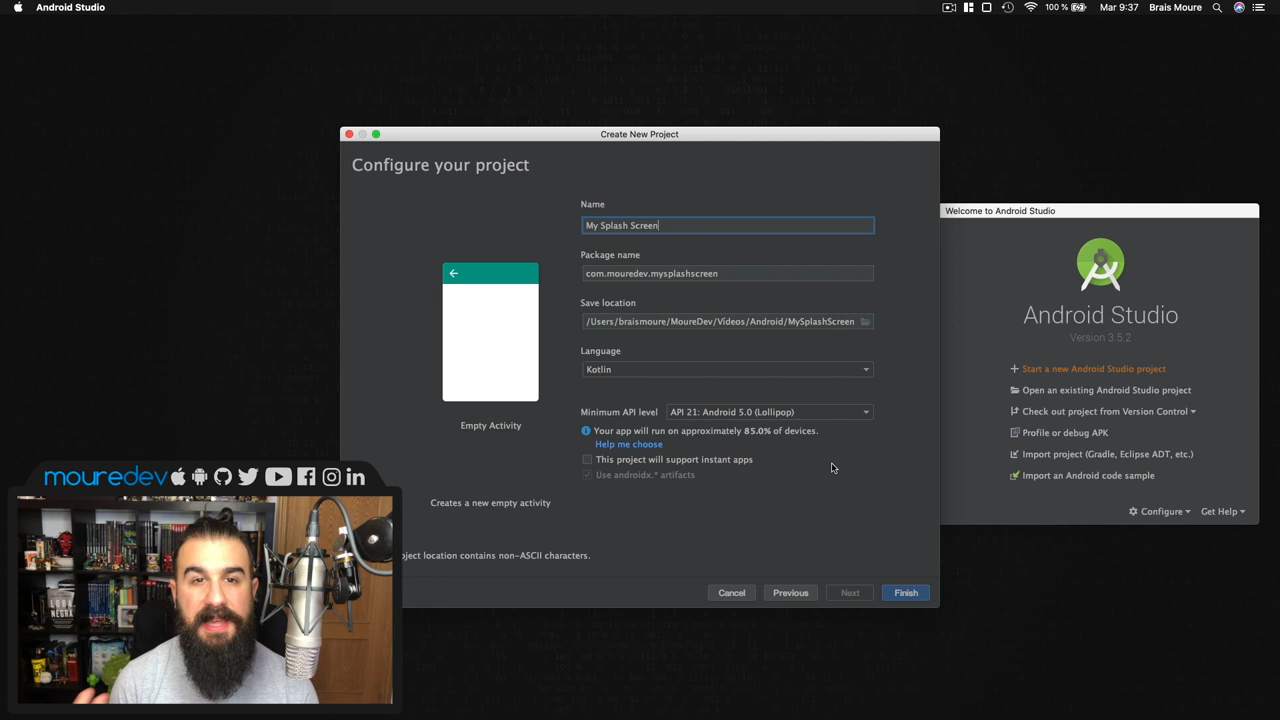 Android Studio
100 %
Mar 9:37
Brais Moure
Create New Project
Configure your project
Name
My Splash Screen
Package name
com.mouredev.mysplashscreen
Save location
/Users/braismoure/MoureDev/Vídeos/Android/MySplashScreen
Language
Kotlin
Minimum API level
API 21: Android 5.0 (Lollipop)
Your app will run on approximately 85.0% of devices.
Help me choose
This project will support instant apps
Use androidx.* artifacts
Empty Activity
Creates a new empty activity
oject location contains non-ASCII characters.
Cancel
Previous
Next
Finish
Welcome to Android Studio
Android Studio
Version 3.5.2
Start a new Android Studio project
Open an existing Android Studio project
Check out project from Version Control
Profile or debug APK
Import project (Gradle, Eclipse ADT, etc.)
Import an Android code sample
Configure
Get Help
mouredev
LOBA
NEGRA